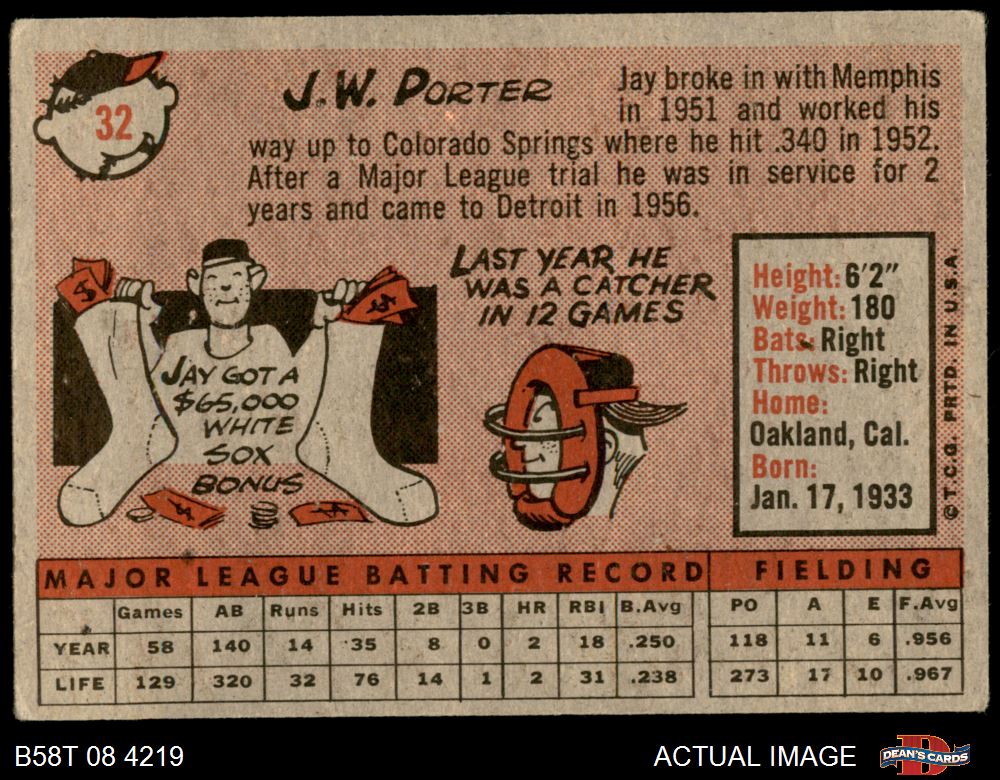 32
J.W. PORTER
Jay broke in with Memphis
in 1951 and worked his
way up to Colorado Springs where he hit .340 in 1952.
After a Major League trial he was in service for 2
years and came to Detroit in 1956.
$
$
JAY GOT A
$65,000
WHITE
SOX
BONUS
LAST YEAR HE
WAS A CATCHER
IN 12 GAMES
Height: 6'2"
Weight: 180
Bats: Right
Throws: Right
Home:
Oakland, Cal.
Born:
Jan. 17, 1933
© T.C.G. PRTD. IN U.S.A.
MAJOR LEAGUE BATTING RECORD FIELDING
Games AB Runs Hits 2B 3B HR RBI B.Avg PO A E F.Avg
YEAR 58 140 14 35 8 0 2 18 .250 118 11 6 .956
LIFE 129 320 32 76 14 1 2 31 .238 273 17 10 .967
B58T 08 4219
ACTUAL IMAGE
DEAN'S CARDS